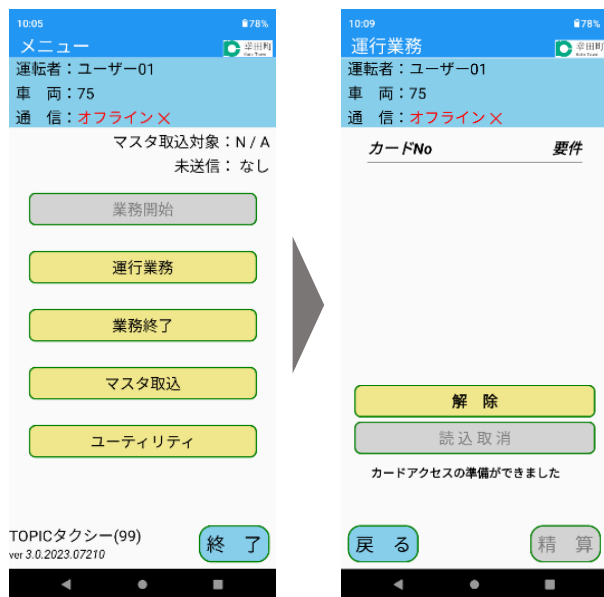 10:05
78%
メニュー
幸田町
運転者：ユーザー01
車　両：75
通　信：オフライン×
マスタ取込対象：N / A
未送信： なし
業務開始
運行業務
業務終了
マスタ取込
ユーティリティ
TOPICタクシー(99)
ver 3.0.2023.07210
終　了
10:09
78%
運行業務
幸田町
運転者：ユーザー01
車　両：75
通　信：オフライン×
カードNo 要件
解　除
読込取消
カードアクセスの準備ができました
戻　る
精　算